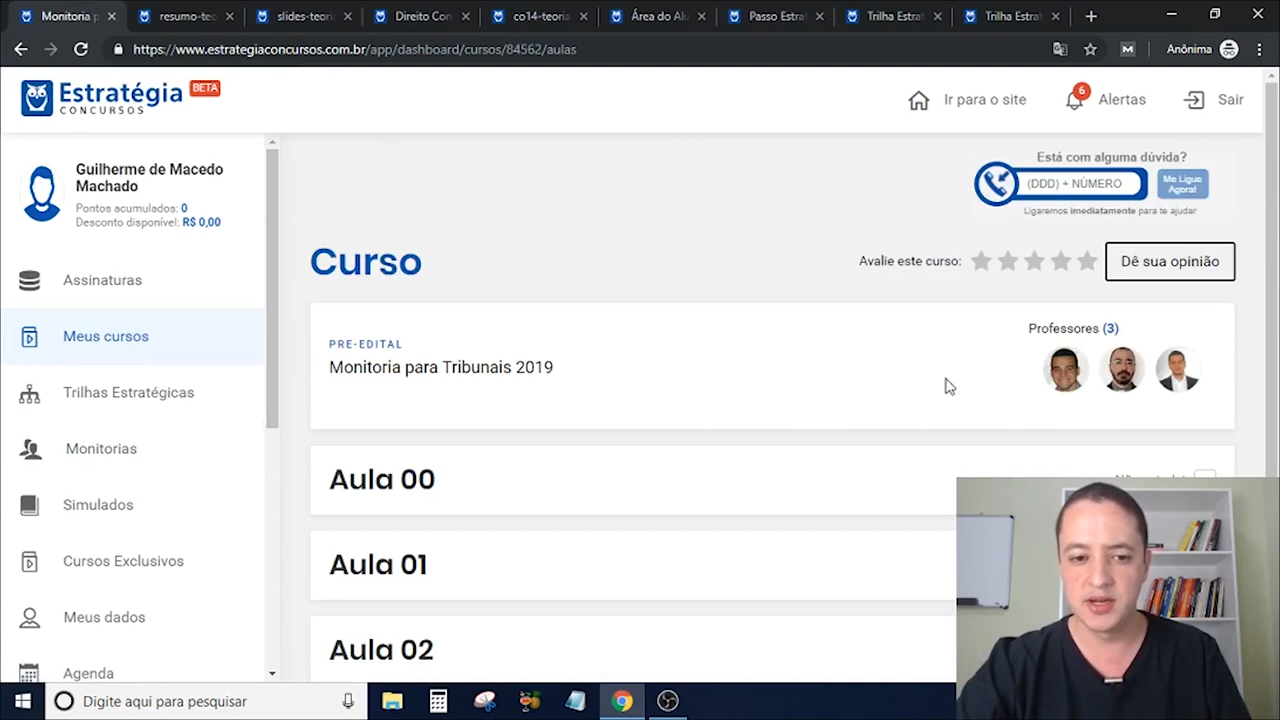 Monitoria p
resumo-teo
slides-teori
Direito Con
co14-teoria
Área do Alu
Passo Estra
Trilha Estra
Trilha Estra
https://www.estrategiaconcursos.com.br/app/dashboard/cursos/84562/aulas
M
Anônima
Estratégia
CONCURSOS
BETA
Ir para o site
6
Alertas
Sair
Guilherme de Macedo
Machado
Pontos acumulados: 0
Desconto disponível: R$ 0,00
Assinaturas
Meus cursos
Trilhas Estratégicas
Monitorias
Simulados
Cursos Exclusivos
Meus dados
Agenda
Está com alguma dúvida?
(DDD) + NÚMERO
Me Ligue
Agora!
Ligaremos imediatamente para te ajudar
Curso
Avalie este curso:
Dê sua opinião
PRE-EDITAL
Monitoria para Tribunais 2019
Professores (3)
Aula 00
Aula 01
Aula 02
Digite aqui para pesquisar